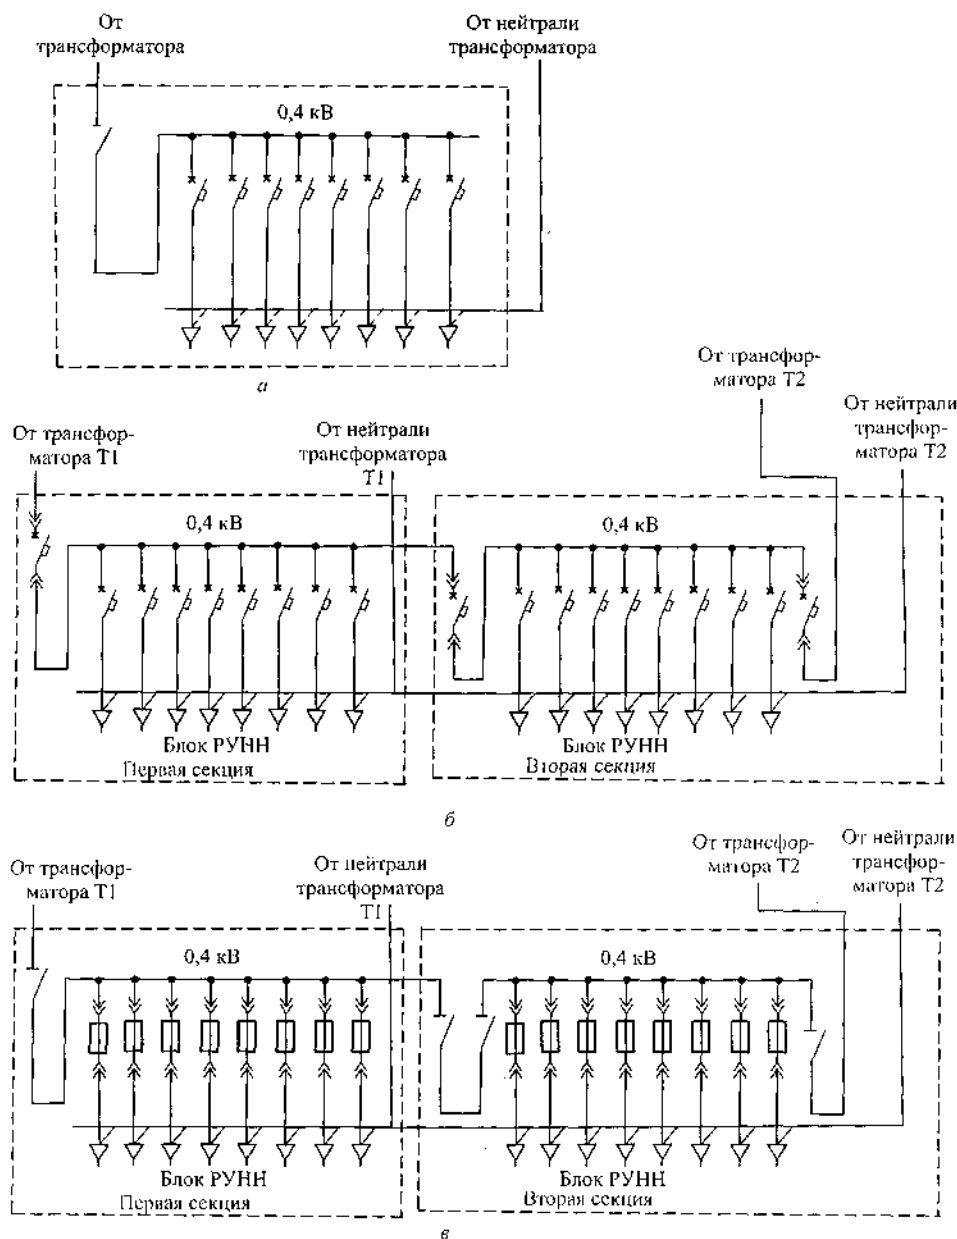 От
трансформатора
От нейтрали
трансформатора
0,4 кВ
а
От трансфор-
матора Т2
От нейтрали
трансфор-
матора
Т2
От трансфор-
матора Т1
От нейтрали
трансформатора
Т1
0,4 кВ
0,4 кВ
Блок РУНН
Первая секция
Блок РУНН
Вторая секция
б
От трансфор-
матора Т2
От нейтрали
трансфор-
матора
Т2
От трансфор-
матора Т1
От нейтрали
трансформатора
Т1
0,4 кВ
0,4 кВ
Блок РУНН
Первая секция
Блок РУНН
Вторая секция
в